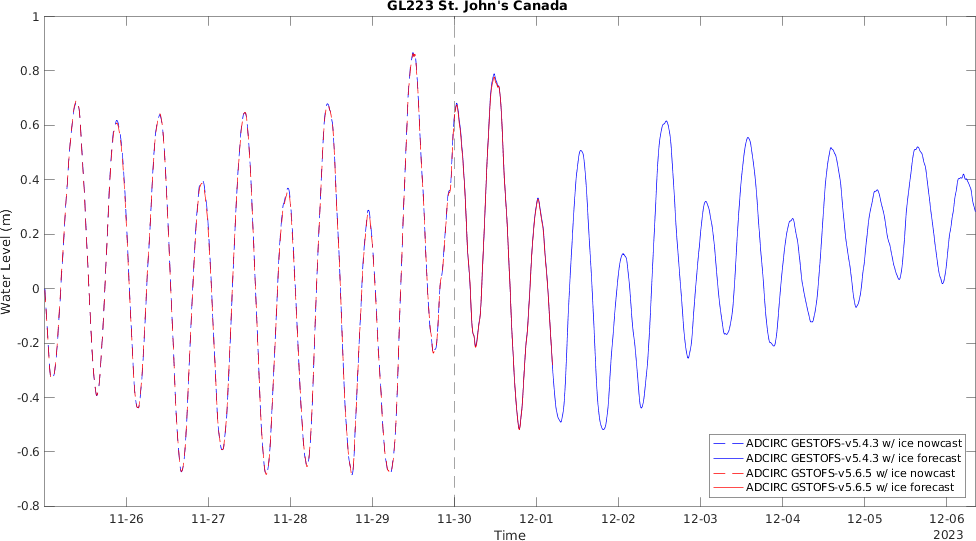 GL223 St. John's Canada
1
0.8
0.6
0.4
0.2
0
-0.2
-0.4
-0.6
-0.8
Water Level (m)
ADCIRC GESTOFS-v5.4.3 w/ ice nowcast
ADCIRC GESTOFS-v5.4.3 w/ ice forecast
ADCIRC GSTOFS-v5.6.5 w/ ice nowcast
ADCIRC GSTOFS-v5.6.5 w/ ice forecast
11-26 11-27 11-28 11-29 11-30 12-01 12-02 12-03 12-04 12-05 12-06
Time
2023